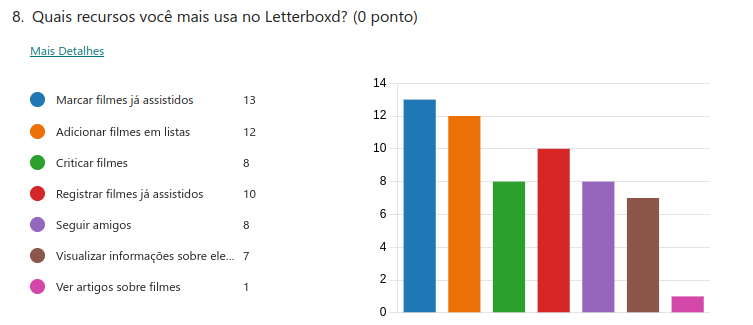 8. Quais recursos você mais usa no Letterboxd? (0 ponto)
Mais Detalhes
Marcar filmes já assistidos 13
Adicionar filmes em listas 12
Criticar filmes 8
Registrar filmes já assistidos 10
Seguir amigos 8
Visualizar informações sobre ele... 7
Ver artigos sobre filmes 1
14
12
10
8
6
4
2
0